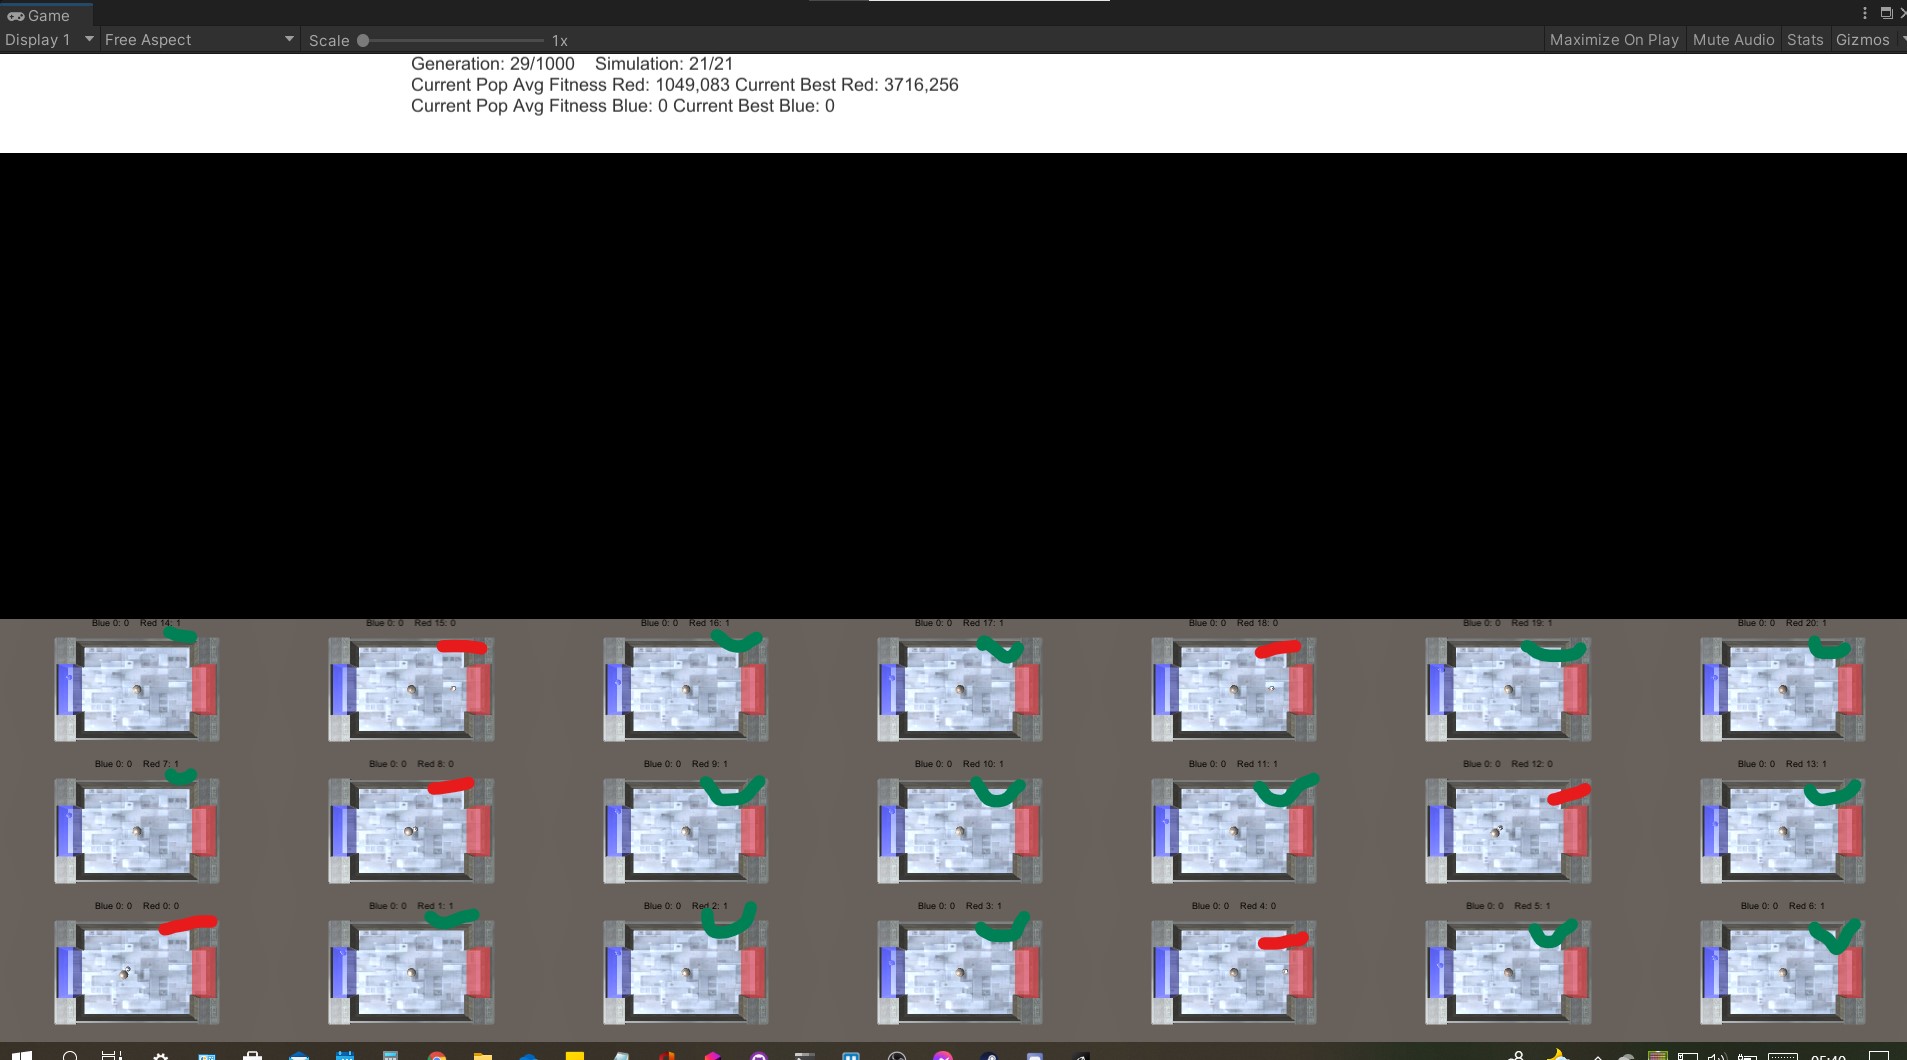 Game
Display 1 Free Aspect Scale 1x Maximize On Play Mute Audio Stats Gizmos
Generation: 29/1000 Simulation: 21/21
Current Pop Avg Fitness Red: 1049,083 Current Best Red: 3716,256
Current Pop Avg Fitness Blue: 0 Current Best Blue: 0
Blue 0: 0 Red 14: 1 Blue 0: 0 Red 15: 0 Blue 0: 0 Red 16: 1 Blue 0: 0 Red 17: 1 Blue 0: 0 Red 18: 0 Blue 0: 0 Red 19: 1 Blue 0: 0 Red 20: 1
Blue 0: 0 Red 7: 1 Blue 0: 0 Red 8: 0 Blue 0: 0 Red 9: 1 Blue 0: 0 Red 10: 1 Blue 0: 0 Red 11: 1 Blue 0: 0 Red 12: 0 Blue 0: 0 Red 13: 1
Blue 0: 0 Red 0: 0 Blue 0: 0 Red 1: 1 Blue 0: 0 Red 2: 1 Blue 0: 0 Red 3: 1 Blue 0: 0 Red 4: 0 Blue 0: 0 Red 5: 1 Blue 0: 0 Red 6: 1